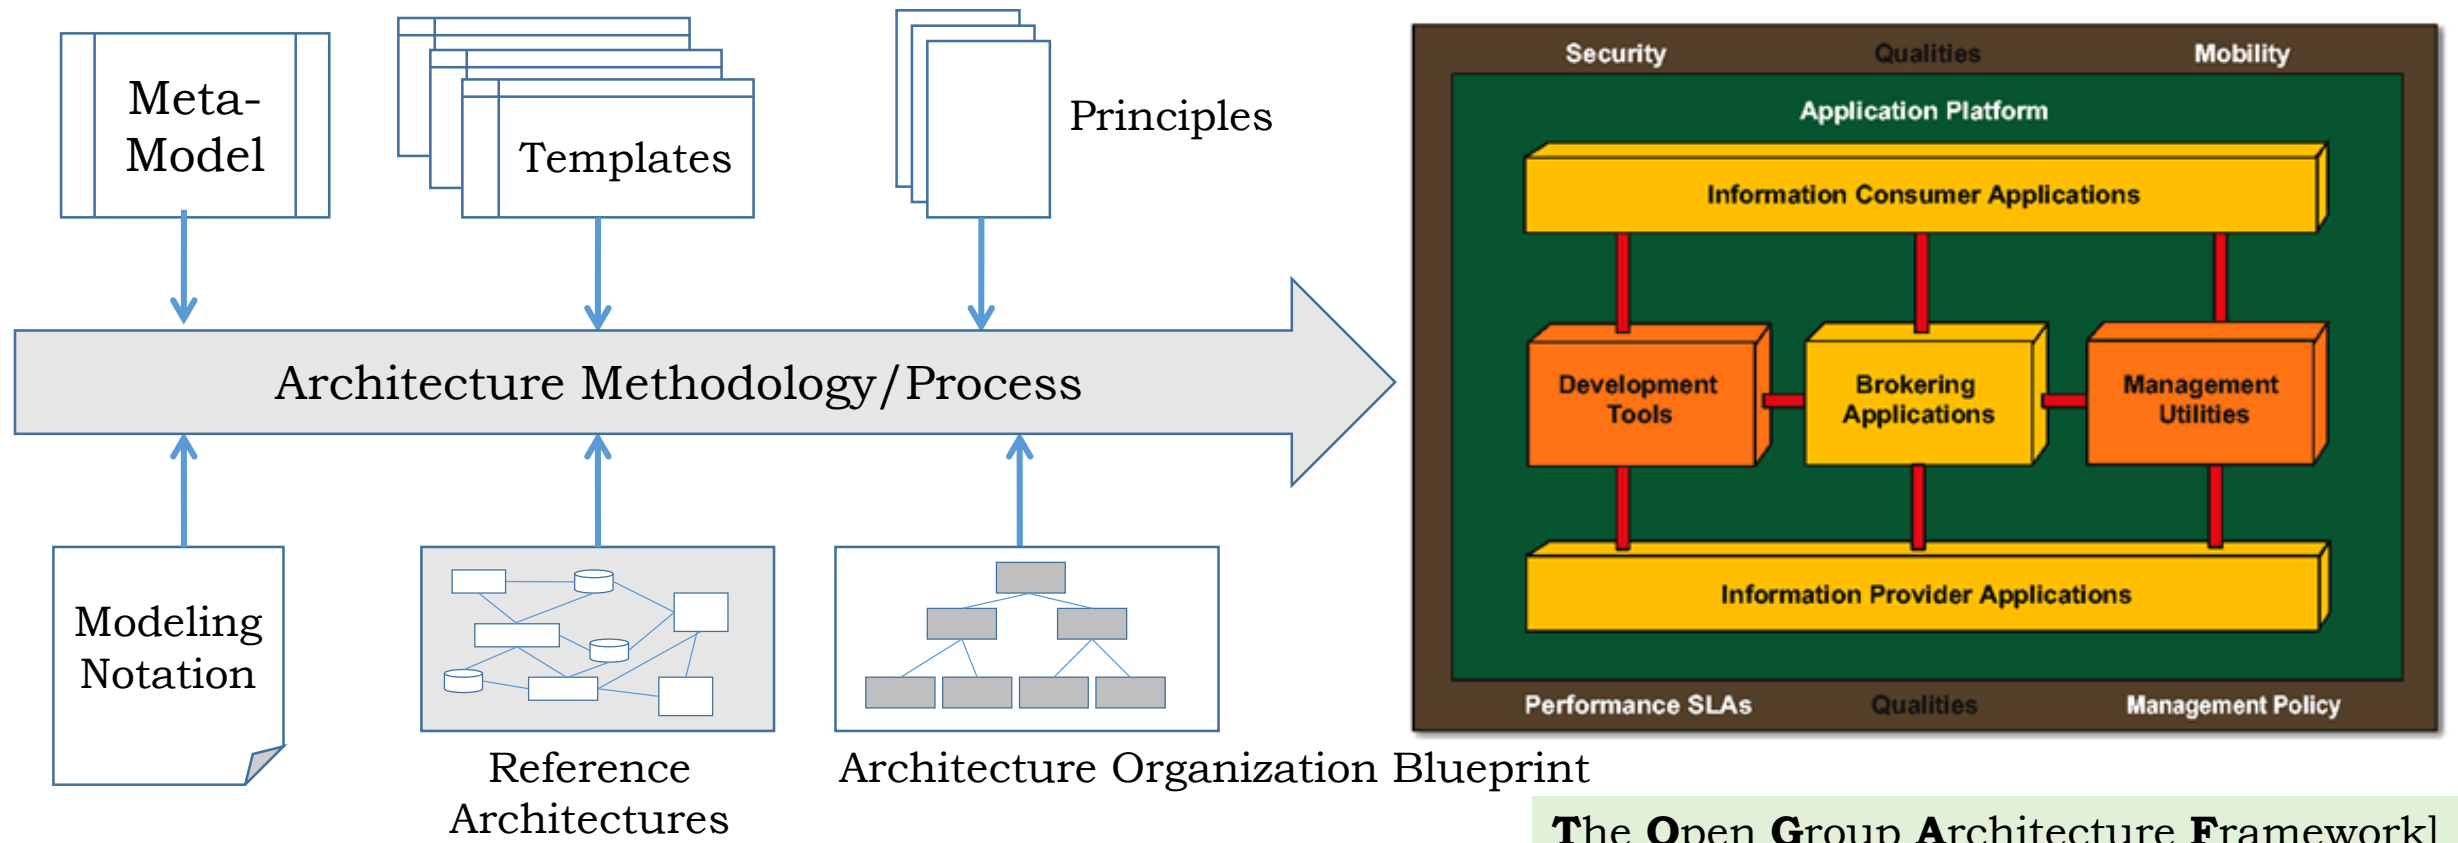 Meta-
Model
Templates
Principles
Architecture Methodology/Process
Modeling
Notation
Reference
Architectures
Architecture Organization Blueprint
Security
Qualities
Mobility
Application Platform
Information Consumer Applications
Development
Tools
Brokering
Applications
Management
Utilities
Information Provider Applications
Performance SLAs
Qualities
Management Policy
The Open Group Architecture Framework]